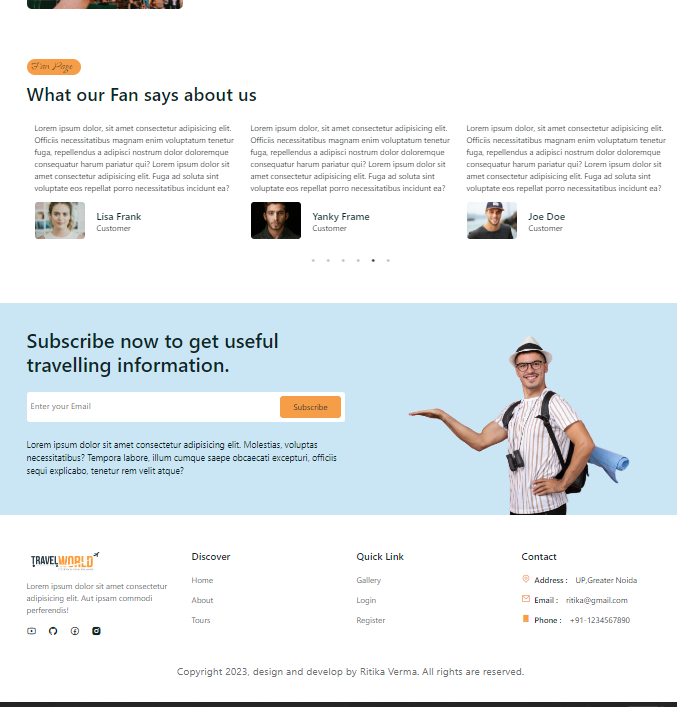 Fan Page
What our Fan says about us
Lorem ipsum dolor, sit amet consectetur adipisicing elit.
Officiis necessitatibus magnam enim voluptatum tenetur
fuga, repellendus a adipisci nostrum dolor doloremque
consequatur harum pariatur qui? Lorem ipsum dolor sit
amet consectetur adipisicing elit. Fuga ad soluta sint
voluptate eos repellat porro necessitatibus incidunt ea?
Lisa Frank
Customer
Lorem ipsum dolor, sit amet consectetur adipisicing elit.
Officiis necessitatibus magnam enim voluptatum tenetur
fuga, repellendus a adipisci nostrum dolor doloremque
consequatur harum pariatur qui? Lorem ipsum dolor sit
amet consectetur adipisicing elit. Fuga ad soluta sint
voluptate eos repellat porro necessitatibus incidunt ea?
Yanky Frame
Customer
Lorem ipsum dolor, sit amet consectetur adipisicing elit.
Officiis necessitatibus magnam enim voluptatum tenetur
fuga, repellendus a adipisci nostrum dolor doloremque
consequatur harum pariatur qui? Lorem ipsum dolor sit
amet consectetur adipisicing elit. Fuga ad soluta sint
voluptate eos repellat porro necessitatibus incidunt ea?
Joe Doe
Customer
Subscribe now to get useful
travelling information.
Enter your Email
Subscribe
Lorem ipsum dolor sit amet consectetur adipisicing elit. Molestias, voluptas
necessitatibus? Tempora labore, illum cumque saepe obcaecati excepturi, officiis
sequi explicabo, tenetur rem velit atque?
TRAVEL WORLD
Lorem ipsum dolor sit amet consectetur
adipisicing elit. Aut ipsam commodi
perferendis!
Discover
Home
About
Tours
Quick Link
Gallery
Login
Register
Contact
Address : UP,Greater Noida
Email : ritika@gmail.com
Phone : +91-1234567890
Copyright 2023, design and develop by Ritika Verma. All rights are reserved.